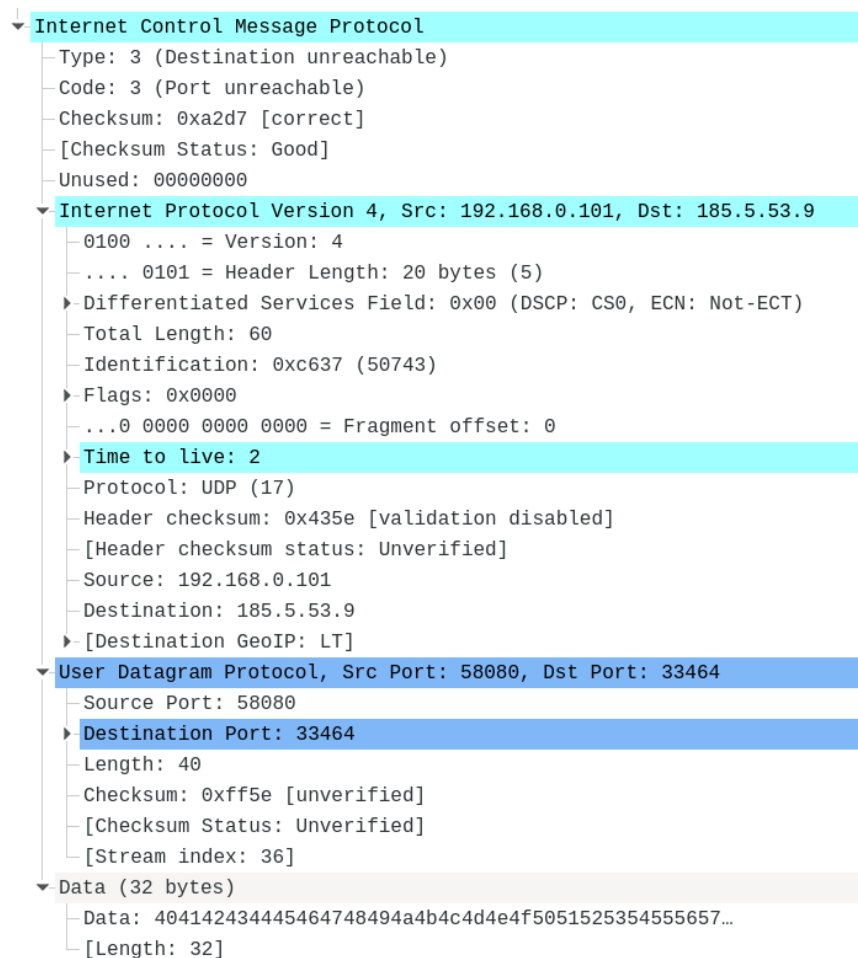 Internet Control Message Protocol
Type: 3 (Destination unreachable)
Code: 3 (Port unreachable)
Checksum: 0xa2d7 [correct]
[Checksum Status: Good]
Unused: 00000000
Internet Protocol Version 4, Src: 192.168.0.101, Dst: 185.5.53.9
0100 .... = Version: 4
.... 0101 = Header Length: 20 bytes (5)
Differentiated Services Field: 0x00 (DSCP: CS0, ECN: Not-ECT)
Total Length: 60
Identification: 0xc637 (50743)
Flags: 0x0000
...0 0000 0000 0000 = Fragment offset: 0
Time to live: 2
Protocol: UDP (17)
Header checksum: 0x435e [validation disabled]
[Header checksum status: Unverified]
Source: 192.168.0.101
Destination: 185.5.53.9
[Destination GeoIP: LT]
User Datagram Protocol, Src Port: 58080, Dst Port: 33464
Source Port: 58080
Destination Port: 33464
Length: 40
Checksum: 0xff5e [unverified]
[Checksum Status: Unverified]
[Stream index: 36]
Data (32 bytes)
Data: 404142434445464748494a4b4c4d4e4f5051525354555657…
[Length: 32]